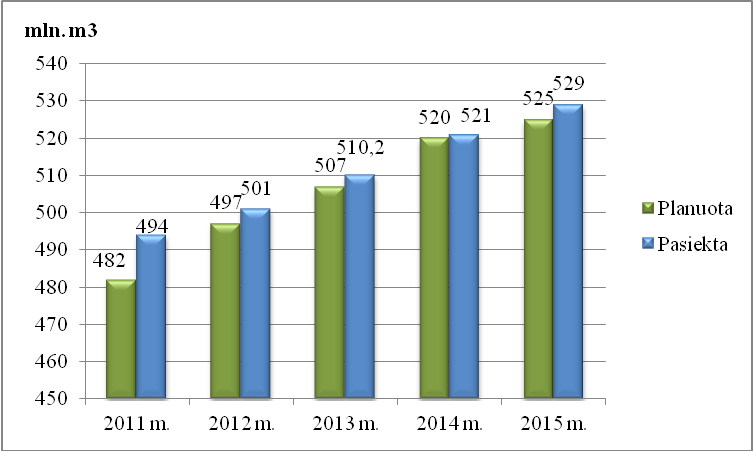 mln.m3
540
530
520
510
500
490
480
470
460
450
482
494
497
501
507
510,2
520
521
525
529
2011 m.
2012 m.
2013 m.
2014 m.
2015 m.
Planuota
Pasiekta